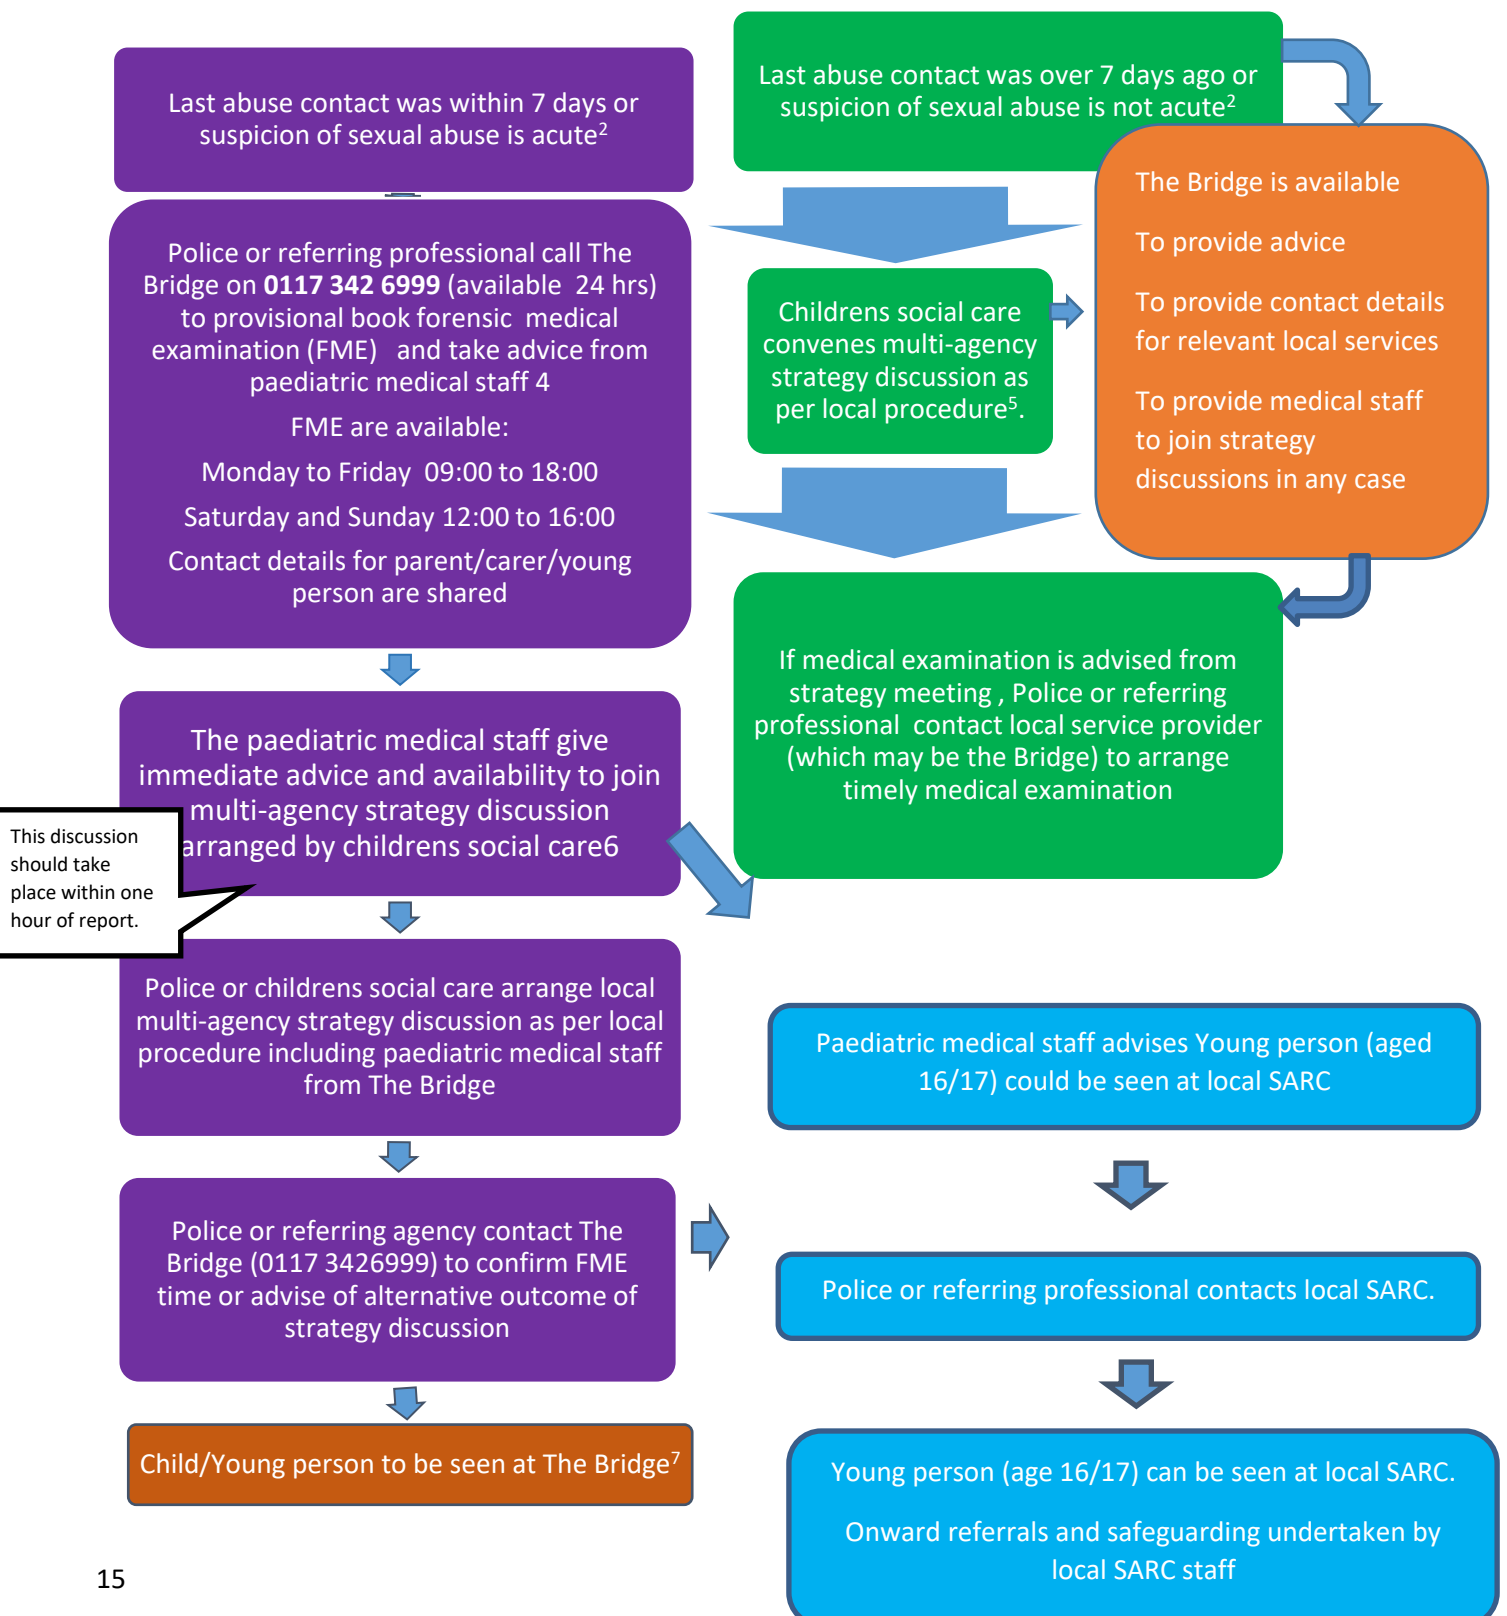 Last abuse contact was within 7 days or
suspicion of sexual abuse is acute²
Police or referring professional call The
Bridge on 0117 342 6999 (available  24 hrs)
to provisional book forensic  medical
examination (FME)   and take advice from
paediatric medical staff 4
FME are available:
Monday to Friday  09:00 to 18:00
Saturday and Sunday 12:00 to 16:00
Contact details for parent/carer/young
person are shared
The paediatric medical staff give
immediate advice and availability to join
multi-agency strategy discussion
arranged by childrens social care6
This discussion
should take
place within one
hour of report.
Police or childrens social care arrange local
multi-agency strategy discussion as per local
procedure including paediatric medical staff
from The Bridge
Police or referring agency contact The
Bridge (0117 3426999) to confirm FME
time or advise of alternative outcome of
strategy discussion
Child/Young person to be seen at The Bridge⁷
Last abuse contact was over 7 days ago or
suspicion of sexual abuse is not acute²
Childrens social care
convenes multi-agency
strategy discussion as
per local procedure⁵.
The Bridge is available
To provide advice
To provide contact details
for relevant local services
To provide medical staff
to join strategy
discussions in any case
If medical examination is advised from
strategy meeting , Police or referring
professional  contact local service provider
(which may be the Bridge) to arrange
timely medical examination
Paediatric medical staff advises Young person (aged
16/17) could be seen at local SARC
Police or referring professional contacts local SARC.
Young person (age 16/17) can be seen at local SARC.
Onward referrals and safeguarding undertaken by
local SARC staff
15